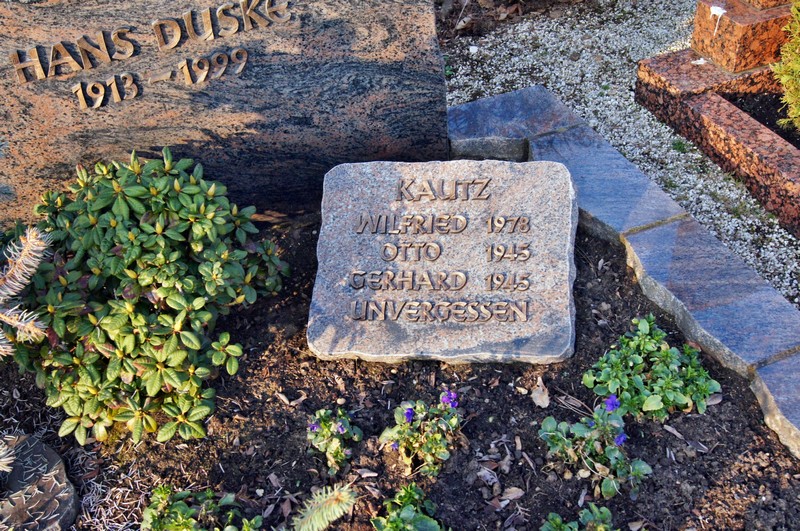 HANS DUSKE
1913 – 1999
KAUTZ
WILFRIED 1978
OTTO 1945
GERHARD 1945
UNVERGESSEN